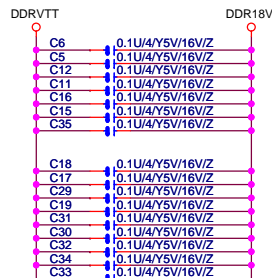 DDRVTT DDR18V
C6 0.1U/4/Y5V/16V/Z
C5 0.1U/4/Y5V/16V/Z
C12 0.1U/4/Y5V/16V/Z
C11 0.1U/4/Y5V/16V/Z
C16 0.1U/4/Y5V/16V/Z
C15 0.1U/4/Y5V/16V/Z
C35 0.1U/4/Y5V/16V/Z
C18 0.1U/4/Y5V/16V/Z
C17 0.1U/4/Y5V/16V/Z
C29 0.1U/4/Y5V/16V/Z
C19 0.1U/4/Y5V/16V/Z
C31 0.1U/4/Y5V/16V/Z
C30 0.1U/4/Y5V/16V/Z
C32 0.1U/4/Y5V/16V/Z
C34 0.1U/4/Y5V/16V/Z
C33 0.1U/4/Y5V/16V/Z